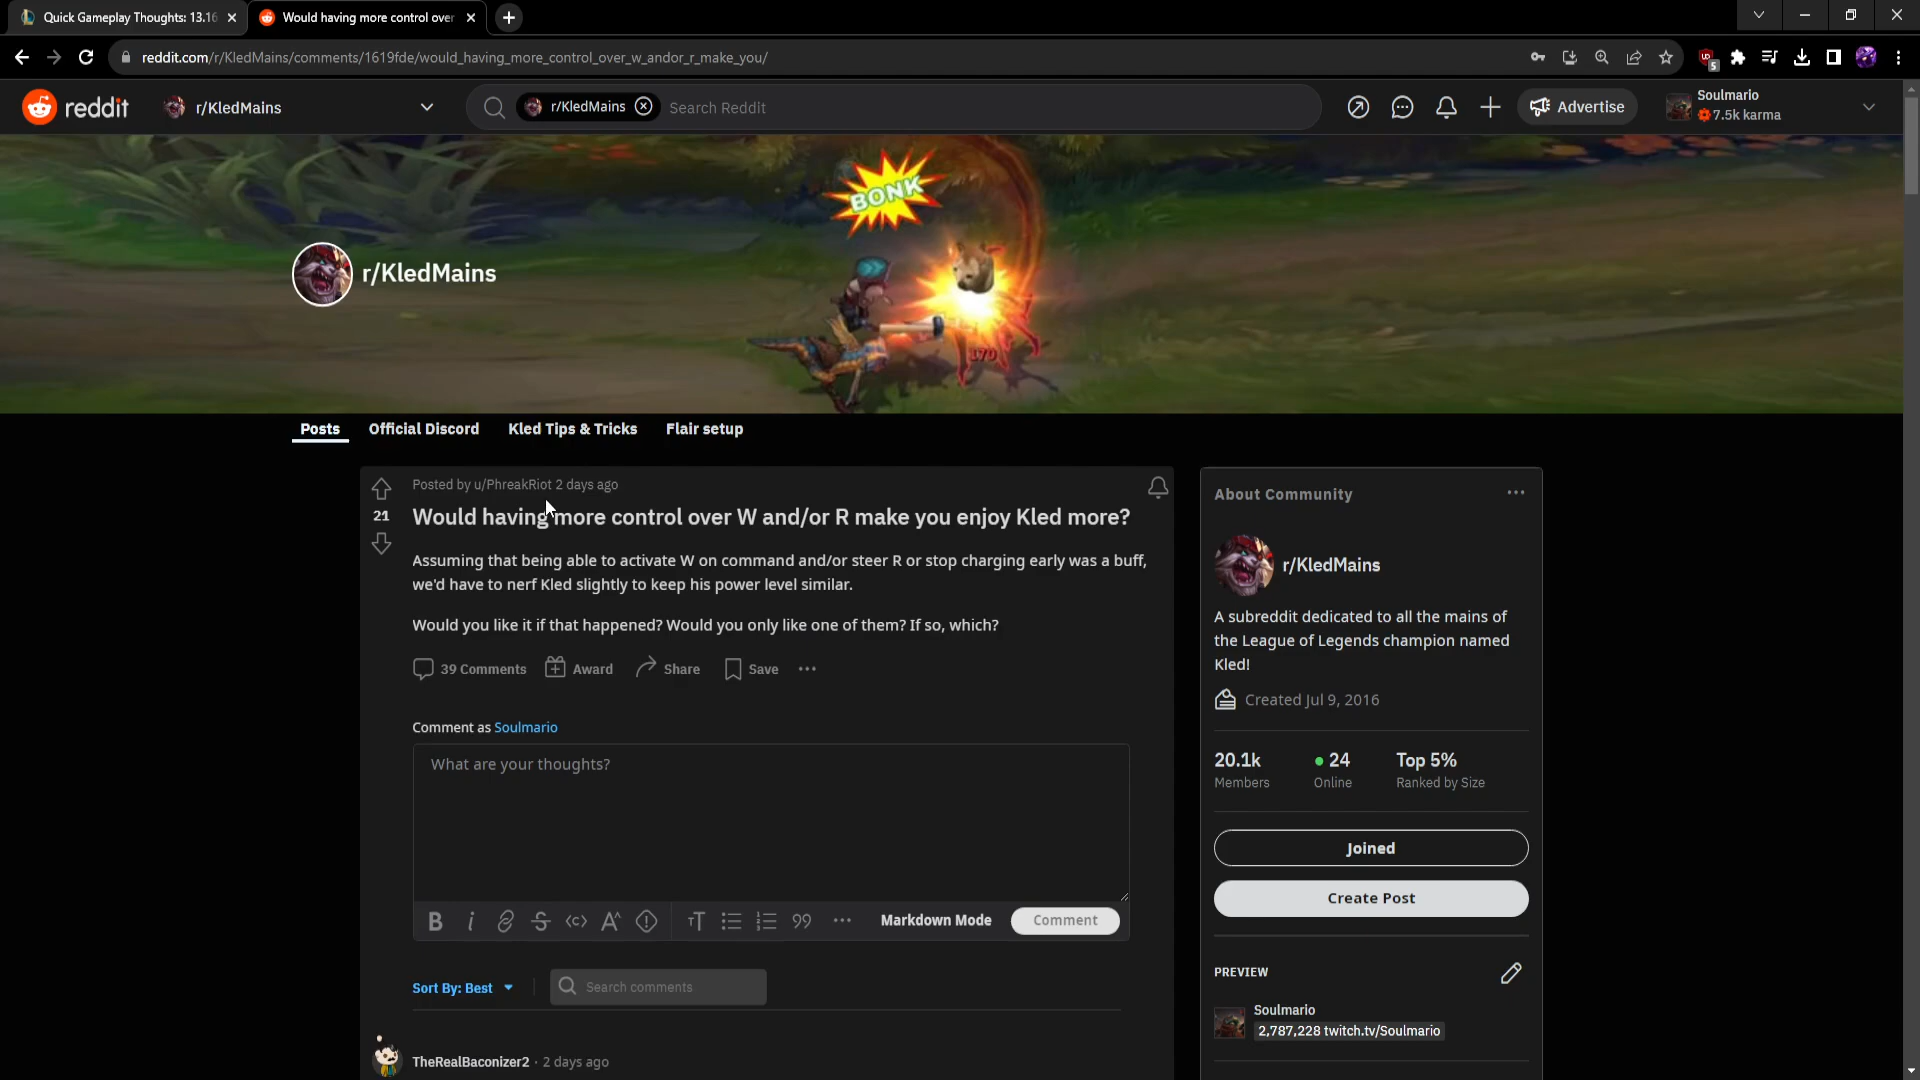 Quick Gameplay Thoughts: 13.16
Would having more control over
reddit.com/r/KledMains/comments/1619fde/would_having_more_control_over_w_andor_r_make_you/
5
reddit
r/KledMains
r/KledMains
Search Reddit
Advertise
Soulmario
7.5k karma
BONK
170
r/KledMains
Posts
Official Discord
Kled Tips & Tricks
Flair setup
Posted by u/PhreakRiot 2 days ago
21
Would having more control over W and/or R make you enjoy Kled more?
Assuming that being able to activate W on command and/or steer R or stop charging early was a buff,
we'd have to nerf Kled slightly to keep his power level similar.
Would you like it if that happened? Would you only like one of them? If so, which?
39 Comments
Award
Share
Save
Comment as Soulmario
What are your thoughts?
Markdown Mode
Comment
Sort By: Best
Search comments
TheRealBaconizer2 · 2 days ago
About Community
r/KledMains
A subreddit dedicated to all the mains of
the League of Legends champion named
Kled!
Created Jul 9, 2016
20.1k
24
Top 5%
Members
Online
Ranked by Size
Joined
Create Post
PREVIEW
Soulmario
2,787,228 twitch.tv/Soulmario